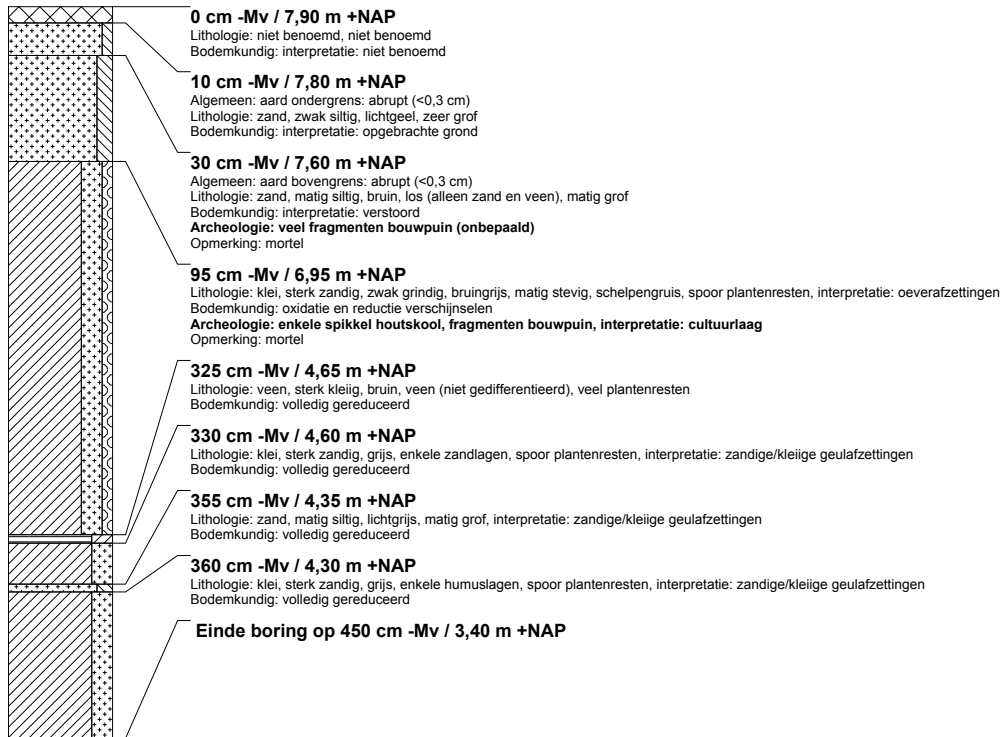 0 cm -Mv / 7,90 m +NAP
Lithologie: niet benoemd, niet benoemd
Bodemkundig: interpretatie: niet benoemd
10 cm -Mv / 7,80 m +NAP
Algemeen: aard ondergrens: abrupt (<0,3 cm)
Lithologie: zand, zwak siltig, lichtgeel, zeer grof
Bodemkundig: interpretatie: opgebrachte grond
30 cm -Mv / 7,60 m +NAP
Algemeen: aard bovengrens: abrupt (<0,3 cm)
Lithologie: zand, matig siltig, bruin, los (alleen zand en veen), matig grof
Bodemkundig: interpretatie: verstoord
Archeologie: veel fragmenten bouwpuin (onbepaald)
Opmerking: mortel
95 cm -Mv / 6,95 m +NAP
Lithologie: klei, sterk zandig, zwak grindig, bruingrijs, matig stevig, schelpengruis, spoor plantenresten, interpretatie: oeverafzettingen
Bodemkundig: oxidatie en reductie verschijnselen
Archeologie: enkele spikkel houtskool, fragmenten bouwpuin, interpretatie: cultuurlaag
Opmerking: mortel
325 cm -Mv / 4,65 m +NAP
Lithologie: veen, sterk kleiig, bruin, veen (niet gedifferentieerd), veel plantenresten
Bodemkundig: volledig gereduceerd
330 cm -Mv / 4,60 m +NAP
Lithologie: klei, sterk zandig, grijs, enkele zandlagen, spoor plantenresten, interpretatie: zandige/kleiige geulafzettingen
Bodemkundig: volledig gereduceerd
355 cm -Mv / 4,35 m +NAP
Lithologie: zand, matig siltig, lichtgrijs, matig grof, interpretatie: zandige/kleiige geulafzettingen
Bodemkundig: volledig gereduceerd
360 cm -Mv / 4,30 m +NAP
Lithologie: klei, sterk zandig, grijs, enkele humuslagen, spoor plantenresten, interpretatie: zandige/kleiige geulafzettingen
Bodemkundig: volledig gereduceerd
Einde boring op 450 cm -Mv / 3,40 m +NAP